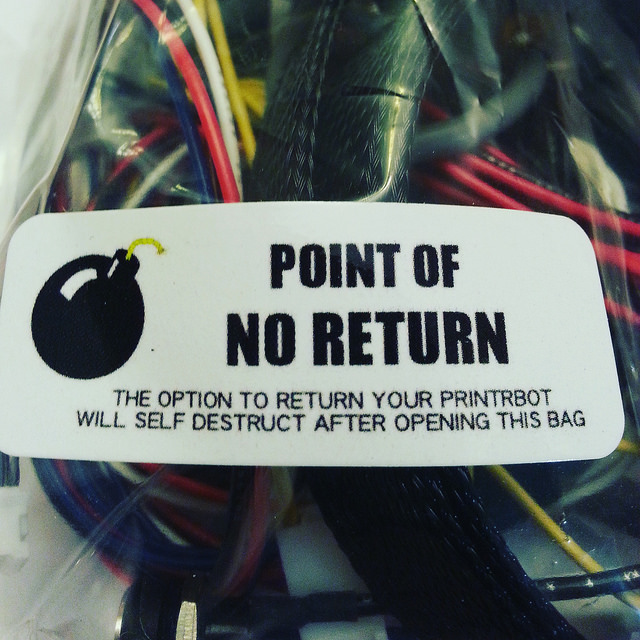 POINT OF
NO RETURN
THE OPTION TO RETURN YOUR PRINTRBOT
WILL SELF DESTRUCT AFTER OPENING THIS BAG